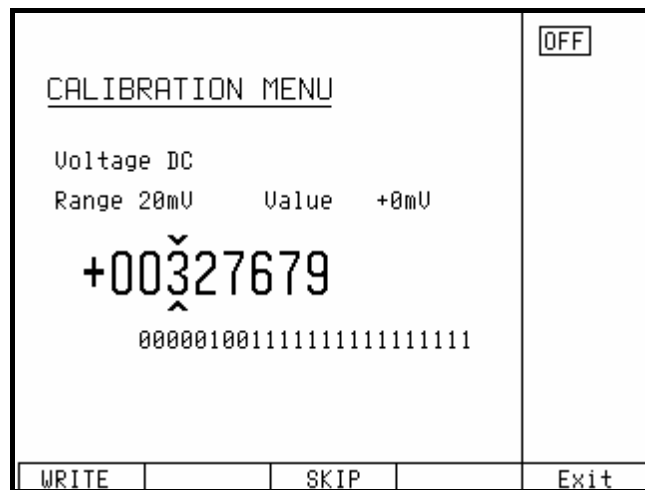 OFF
CALIBRATION MENU
Voltage DC
Range 20mV Value +0mV
+00327679
000001001111111111111111
WRITE SKIP Exit